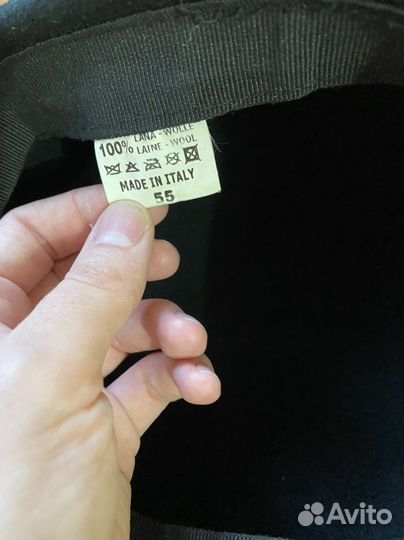 LANA - WOLLE
100% LAINE - WOOL
MADE IN ITALY
55
Avito